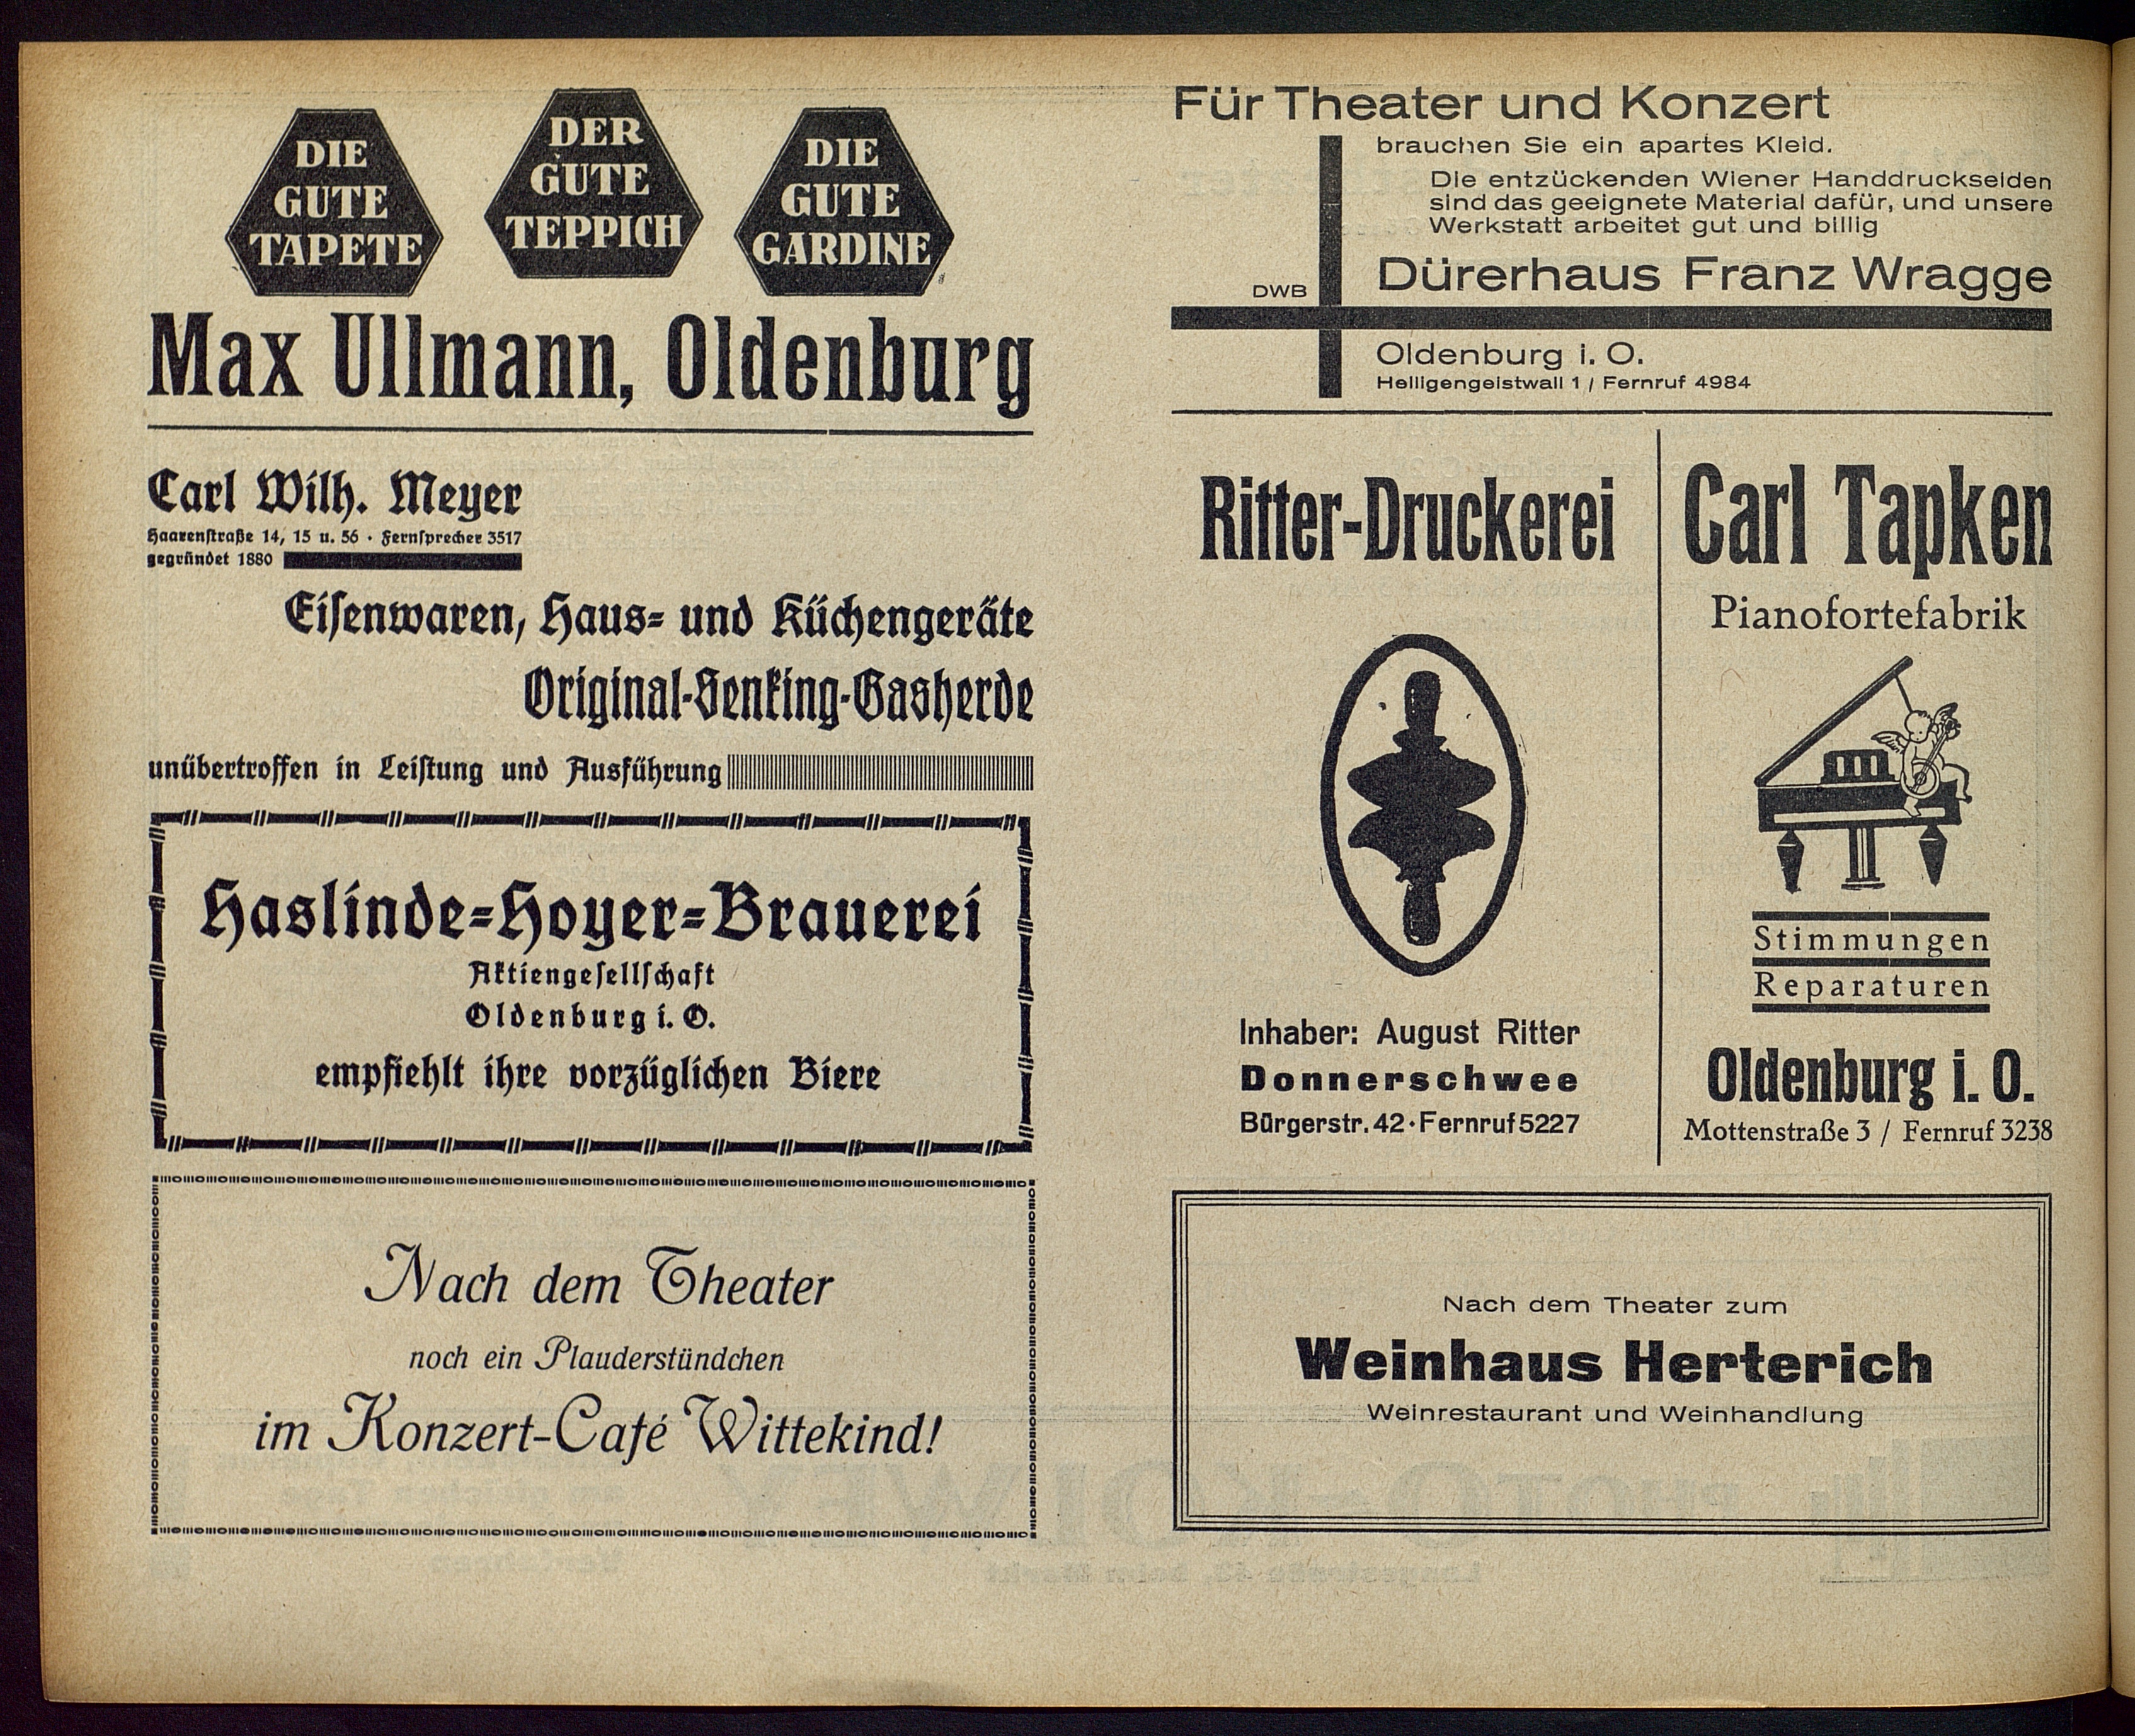 DIE
GUTE
TAPETE
DER
GUTE
TEPPICH
DIE
GUTE
GARDINE
Max Ullmann, Oldenburg
Carl Wilh. Meyer
Haarenstraße 14, 15 u. 56 · Fernsprecher 3517
gegründet 1880
Eisenwaren, Haus- und Küchengeräte
Original-Senking-Gasherde
unübertroffen in Leistung und Ausführung
Haslinde-Hoyer-Brauerei
Aktiengesellschaft
Oldenburg i. O.
empfiehlt ihre vorzüglichen Biere
Nach dem Theater
noch ein Plauderstündchen
im Konzert-Café Wittekind!
Für Theater und Konzert
brauchen Sie ein apartes Kleid.
Die entzückenden Wiener Handdruckseiden
sind das geeignete Material dafür, und unsere
Werkstatt arbeitet gut und billig
DWB
Dürerhaus Franz Wragge
Oldenburg i. O.
Heiligengeistwall 1 / Fernruf 4984
Ritter-Druckerei
Inhaber: August Ritter
Donnerschwee
Bürgerstr. 42 · Fernruf 5227
Carl Tapken
Pianofortefabrik
Stimmungen
Reparaturen
Oldenburg i. O.
Mottenstraße 3 / Fernruf 3238
Nach dem Theater zum
Weinhaus Herterich
Weinrestaurant und Weinhandlung